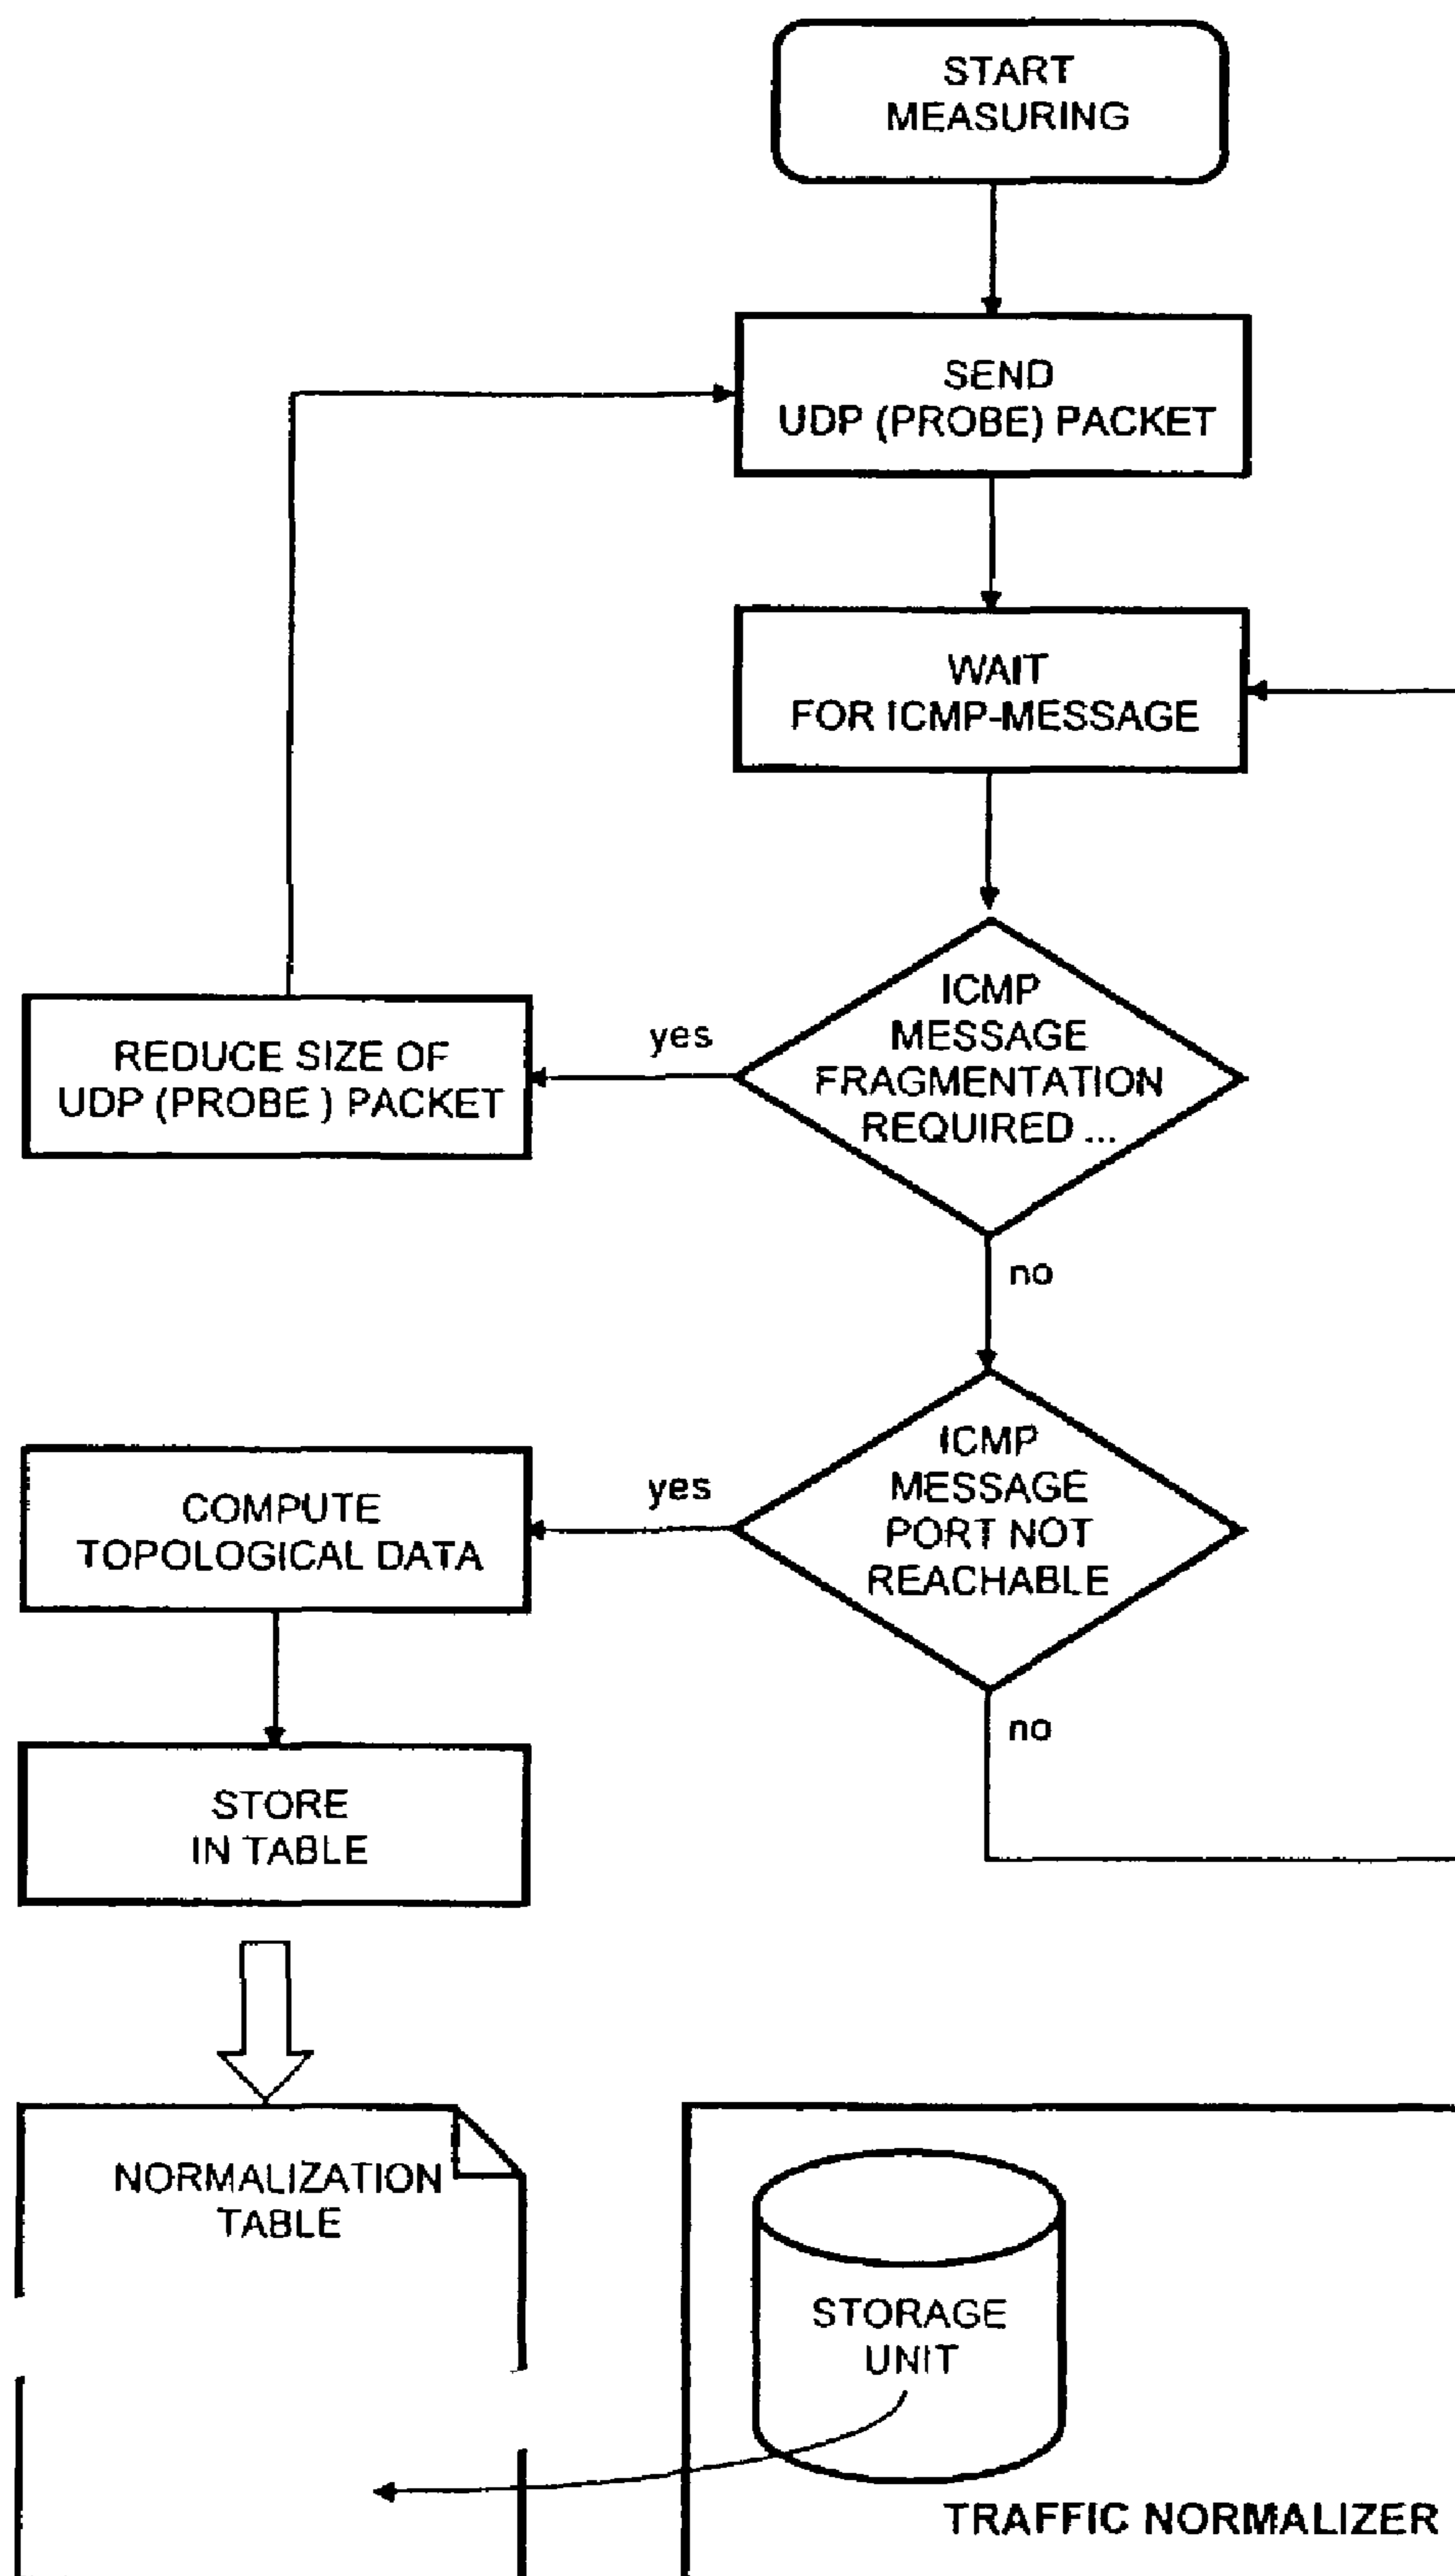 START
MEASURING
SEND
UDP (PROBE) PACKET
WAIT
FOR ICMP-MESSAGE
ICMP
MESSAGE
FRAGMENTATION
REQUIRED ...
yes
REDUCE SIZE OF
UDP (PROBE ) PACKET
no
ICMP
MESSAGE
PORT NOT
REACHABLE
yes
COMPUTE
TOPOLOGICAL DATA
no
STORE
IN TABLE
NORMALIZATION
TABLE
STORAGE
UNIT
TRAFFIC NORMALIZER